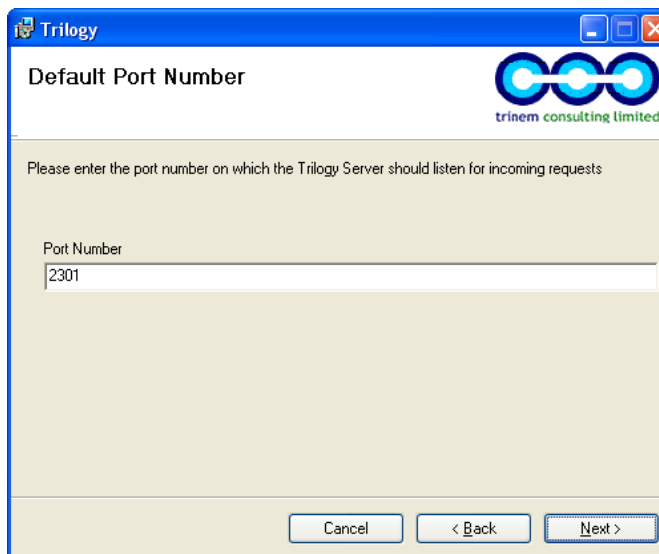 Trilogy
Default Port Number
trinem consulting limited
Please enter the port number on which the Trilogy Server should listen for incoming requests
Port Number
2301
Cancel
< Back
Next >